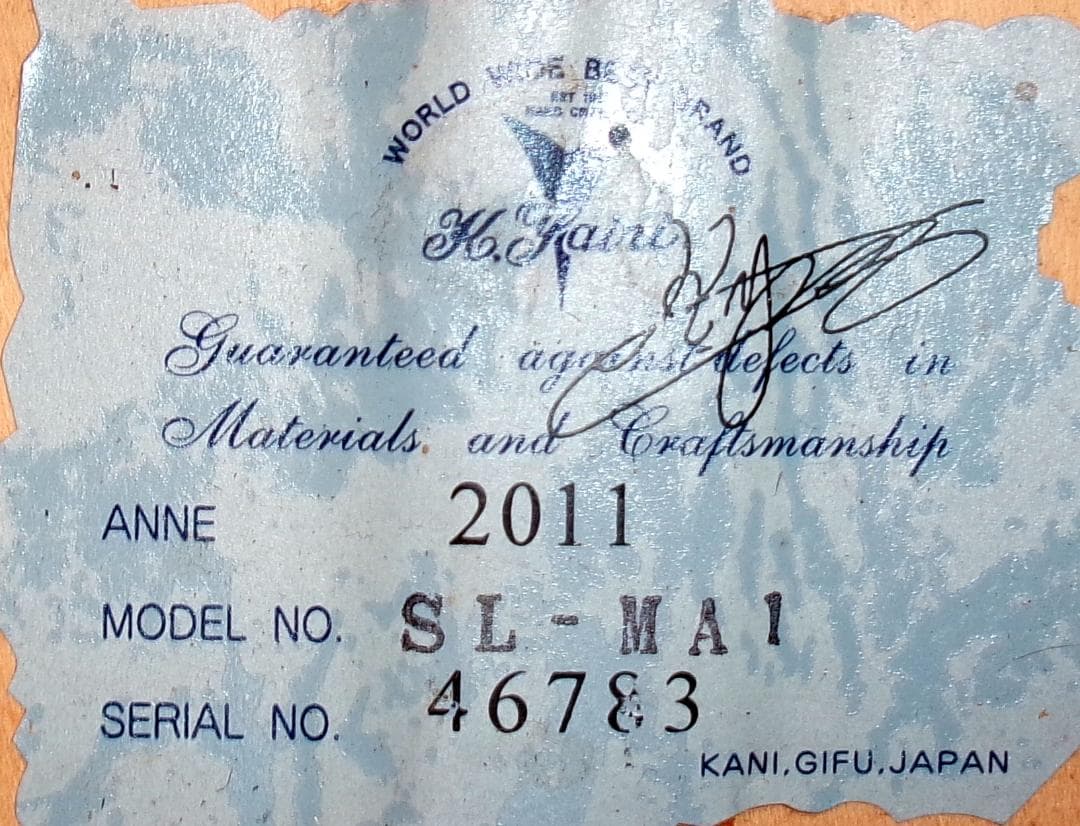 WORLD WIDE BEST BRAND
H. Yairi
Guaranteed against defects in
Materials and Craftsmanship
ANNE 2011
MODEL NO. SL-MA1
SERIAL NO. 46783
KANI, GIFU, JAPAN